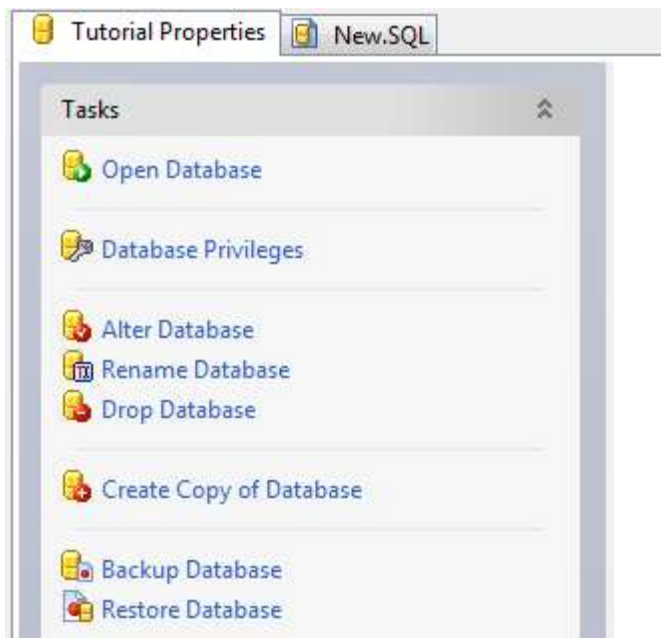 Tutorial Properties New.SQL
Tasks
Open Database
Database Privileges
Alter Database
Rename Database
Drop Database
Create Copy of Database
Backup Database
Restore Database